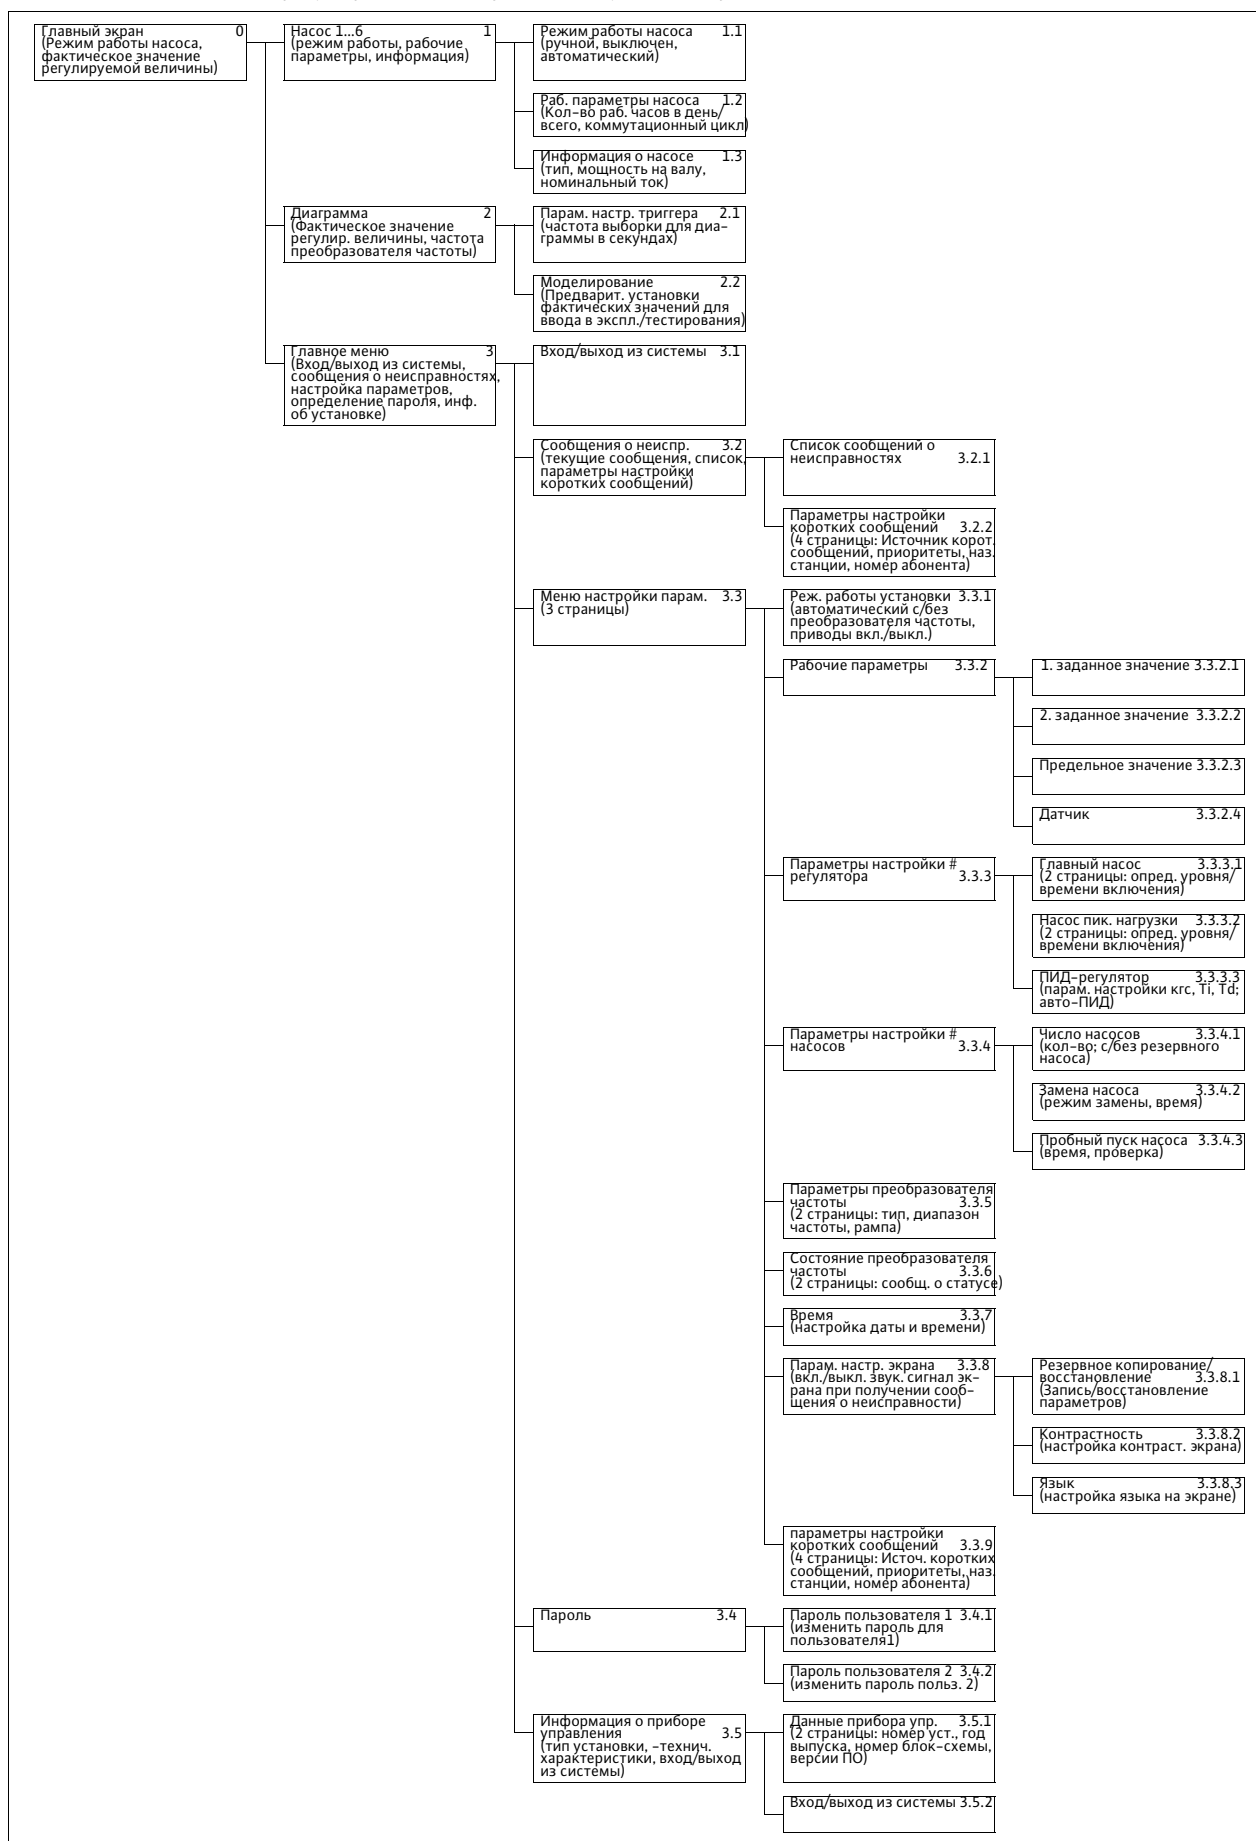 Главный экран 0
(Режим работы насоса,
фактическое значение
регулируемой величины)
Насос 1...6 1
(режим работы, рабочие
параметры, информация)
Режим работы насоса 1.1
(ручной, выключен,
автоматический)
Раб. параметры насоса 1.2
(Кол-во раб. часов в день/
всего, коммутационный цикл)
Информация о насосе 1.3
(тип, мощность на валу,
номинальный ток)
Диаграмма 2
(Фактическое значение
регулир. величины, частота
преобразователя частоты)
Парам. настр. триггера 2.1
(частота выборки для диа-
граммы в секундах)
Моделирование 2.2
(Предварит. установки
фактических значений для
ввода в экспл./тестирования)
Главное меню 3
(Вход/выход из системы,
сообщения о неисправностях,
настройка параметров,
определение пароля, инф.
об установке)
Вход/выход из системы 3.1
Сообщения о неиспр. 3.2
(текущие сообщения, список,
параметры настройки
коротких сообщений)
Список сообщений о
неисправностях 3.2.1
Параметры настройки
коротких сообщений 3.2.2
(4 страницы: Источник корот.
сообщений, приоритеты, наз.
станции, номер абонента)
Меню настройки парам. 3.3
(3 страницы)
Реж. работы установки 3.3.1
(автоматический с/без
преобразователя частоты,
приводы вкл./выкл.)
Рабочие параметры 3.3.2
1. заданное значение 3.3.2.1
2. заданное значение 3.3.2.2
Предельное значение 3.3.2.3
Датчик 3.3.2.4
Параметры настройки #
регулятора 3.3.3
Главный насос 3.3.3.1
(2 страницы: опред. уровня/
времени включения)
Насос пик. нагрузки 3.3.3.2
(2 страницы: опред. уровня/
времени включения)
ПИД-регулятор 3.3.3.3
(парам. настройки кгс, Ti, Td;
авто-ПИД)
Параметры настройки #
насосов 3.3.4
Число насосов 3.3.4.1
(кол-во; с/без резервного
насоса)
Замена насоса 3.3.4.2
(режим замены, время)
Пробный пуск насоса 3.3.4.3
(время, проверка)
Параметры преобразователя
частоты 3.3.5
(2 страницы: тип, диапазон
частоты, рампа)
Состояние преобразователя
частоты 3.3.6
(2 страницы: сообщ. о статусе)
Время 3.3.7
(настройка даты и времени)
Парам. настр. экрана 3.3.8
(вкл./выкл. звук. сигнал эк-
рана при получении сооб-
щения о неисправности)
Резервное копирование/
восстановление 3.3.8.1
(Запись/восстановление
параметров)
Контрастность 3.3.8.2
(настройка контраст. экрана)
Язык 3.3.8.3
(настройка языка на экране)
параметры настройки
коротких сообщений 3.3.9
(4 страницы: Источ. коротких
сообщений, приоритеты, наз.
станции, номер абонента)
Пароль 3.4
Пароль пользователя 1 3.4.1
(изменить пароль для
пользователя1)
Пароль пользователя 2 3.4.2
(изменить пароль польз. 2)
Информация о приборе
управления 3.5
(тип установки, -технич.
характеристики, вход/выход
из системы)
Данные прибора упр. 3.5.1
(2 страницы: номер уст., год
выпуска, номер блок-схемы,
версии ПО)
Вход/выход из системы 3.5.2